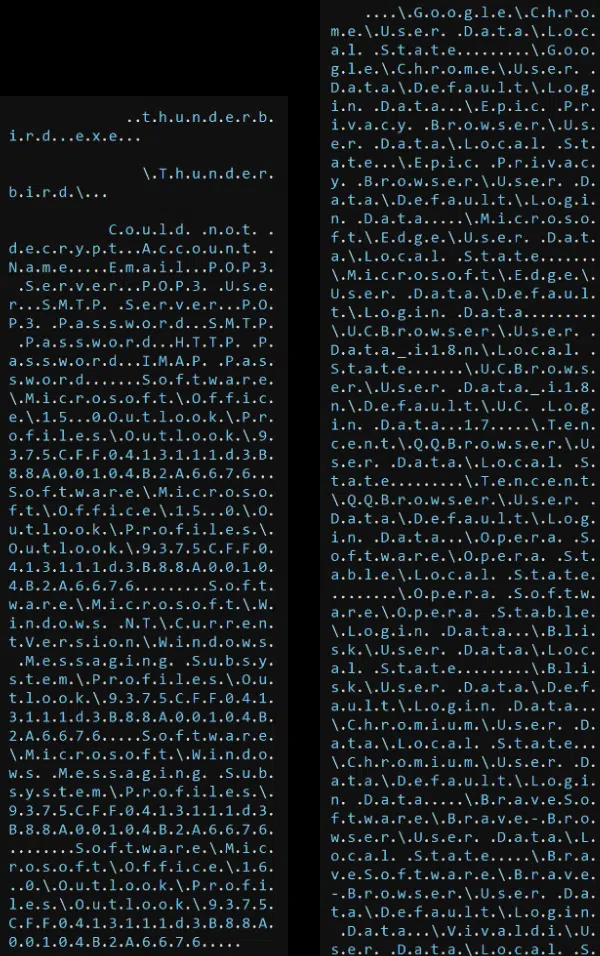 ..t.h.u.n.d.e.r.b.
i.r.d...e.x.e...
\.T.h.u.n.d.e.r.
b.i.r.d.\...
C.o.u.l.d. .n.o.t. .
d.e.c.r.y.p.t...A.c.c.o.u.n.t. .
N.a.m.e.....E.m.a.i.l...P.O.P.3.
.S.e.r.v.e.r...P.O.P.3. .U.s.e.
r...S.M.T.P. .S.e.r.v.e.r...P.O.
P.3. .P.a.s.s.w.o.r.d...S.M.T.P.
.P.a.s.s.w.o.r.d...H.T.T.P. .P.
a.s.s.w.o.r.d...I.M.A.P. .P.a.s.
s.w.o.r.d.......S.o.f.t.w.a.r.e.
\.M.i.c.r.o.s.o.f.t.\.O.f.f.i.c.
e.\.1.5...0.O.u.t.l.o.o.k.\.P.r.
o.f.i.l.e.s.\.O.u.t.l.o.o.k.\.9.
3.7.5.C.F.F.0.4.1.3.1.1.1.d.3.B.
8.8.A.0.0.1.0.4.B.2.A.6.6.7.6...
S.o.f.t.w.a.r.e.\.M.i.c.r.o.s.o.
f.t.\.O.f.f.i.c.e.\.1.5...0.\.O.
u.t.l.o.o.k.\.P.r.o.f.i.l.e.s.\.
O.u.t.l.o.o.k.\.9.3.7.5.C.F.F.0.
4.1.3.1.1.1.d.3.B.8.8.A.0.0.1.0.
4.B.2.A.6.6.7.6.........S.o.f.t.
w.a.r.e.\.M.i.c.r.o.s.o.f.t.\.W.
i.n.d.o.w.s. .N.T.\.C.u.r.r.e.n.
t.V.e.r.s.i.o.n.\.W.i.n.d.o.w.s.
.M.e.s.s.a.g.i.n.g. .S.u.b.s.y.
s.t.e.m.\.P.r.o.f.i.l.e.s.\.O.u.
t.l.o.o.k.\.9.3.7.5.C.F.F.0.4.1.
3.1.1.1.d.3.B.8.8.A.0.0.1.0.4.B.
2.A.6.6.7.6.....S.o.f.t.w.a.r.e.
\.M.i.c.r.o.s.o.f.t.\.W.i.n.d.o.
w.s. .M.e.s.s.a.g.i.n.g. .S.u.b.
s.y.s.t.e.m.\.P.r.o.f.i.l.e.s.\.
9.3.7.5.C.F.F.0.4.1.3.1.1.1.d.3.
B.8.8.A.0.0.1.0.4.B.2.A.6.6.7.6.
........S.o.f.t.w.a.r.e.\.M.i.c.
r.o.s.o.f.t.\.O.f.f.i.c.e.\.1.6.
..0.\.O.u.t.l.o.o.k.\.P.r.o.f.i.
l.e.s.\.O.u.t.l.o.o.k.\.9.3.7.5.
C.F.F.0.4.1.3.1.1.1.d.3.B.8.8.A.
0.0.1.0.4.B.2.A.6.6.7.6.....
....\.G.o.o.g.l.e.\.C.h.r.o.
m.e.\.U.s.e.r. .D.a.t.a.\.L.o.c.
a.l. .S.t.a.t.e.........\.G.o.o.
g.l.e.\.C.h.r.o.m.e.\.U.s.e.r. .
D.a.t.a.\.D.e.f.a.u.l.t.\.L.o.g.
i.n. .D.a.t.a...\.E.p.i.c. .P.r.
i.v.a.c.y. .B.r.o.w.s.e.r.\.U.s.
e.r. .D.a.t.a.\.L.o.c.a.l. .S.t.
a.t.e...\.E.p.i.c. .P.r.i.v.a.c.
y. .B.r.o.w.s.e.r.\.U.s.e.r. .D.
a.t.a.\.D.e.f.a.u.l.t.\.L.o.g.i.
n. .D.a.t.a.....\.M.i.c.r.o.s.o.
f.t.\.E.d.g.e.\.U.s.e.r. .D.a.t.
a.\.L.o.c.a.l. .S.t.a.t.e.......
\.M.i.c.r.o.s.o.f.t.\.E.d.g.e.\.
U.s.e.r. .D.a.t.a.\.D.e.f.a.u.l.
t.\.L.o.g.i.n. .D.a.t.a.........
\.U.C.B.r.o.w.s.e.r.\.U.s.e.r. .
D.a.t.a._.i.1.8.n.\.L.o.c.a.l. .
S.t.a.t.e.......\.U.C.B.r.o.w.s.
e.r.\.U.s.e.r. .D.a.t.a._.i.1.8.
n.\.D.e.f.a.u.l.t.\.U.C. .L.o.g.
i.n. .D.a.t.a...1.7.....\.T.e.n.
c.e.n.t.\.Q.Q.B.r.o.w.s.e.r.\.U.
s.e.r. .D.a.t.a.\.L.o.c.a.l. .S.
t.a.t.e.........\.T.e.n.c.e.n.t.
\.Q.Q.B.r.o.w.s.e.r.\.U.s.e.r. .
D.a.t.a.\.D.e.f.a.u.l.t.\.L.o.g.
i.n. .D.a.t.a...\.O.p.e.r.a. .S.
o.f.t.w.a.r.e.\.O.p.e.r.a. .S.t.
a.b.l.e.\.L.o.c.a.l. .S.t.a.t.e.
........\.O.p.e.r.a. .S.o.f.t.w.
a.r.e.\.O.p.e.r.a. .S.t.a.b.l.e.
\.L.o.g.i.n. .D.a.t.a...\.B.l.i.
s.k.\.U.s.e.r. .D.a.t.a.\.L.o.c.
a.l. .S.t.a.t.e.........\.B.l.i.
s.k.\.U.s.e.r. .D.a.t.a.\.D.e.f.
a.u.l.t.\.L.o.g.i.n. .D.a.t.a...
\.C.h.r.o.m.i.u.m.\.U.s.e.r. .D.
a.t.a.\.L.o.c.a.l. .S.t.a.t.e...
\.C.h.r.o.m.i.u.m.\.U.s.e.r. .D.
a.t.a.\.D.e.f.a.u.l.t.\.L.o.g.i.
n. .D.a.t.a.....\.B.r.a.v.e.S.o.
f.t.w.a.r.e.\.B.r.a.v.e.-.B.r.o.
w.s.e.r.\.U.s.e.r. .D.a.t.a.\.L.
o.c.a.l. .S.t.a.t.e.....\.B.r.a.
v.e.S.o.f.t.w.a.r.e.\.B.r.a.v.e.
-.B.r.o.w.s.e.r.\.U.s.e.r. .D.a.
t.a.\.D.e.f.a.u.l.t.\.L.o.g.i.n.
.D.a.t.a...\.V.i.v.a.l.d.i.\.U.
s.e.r. .D.a.t.a.\.L.o.c.a.l. .S.